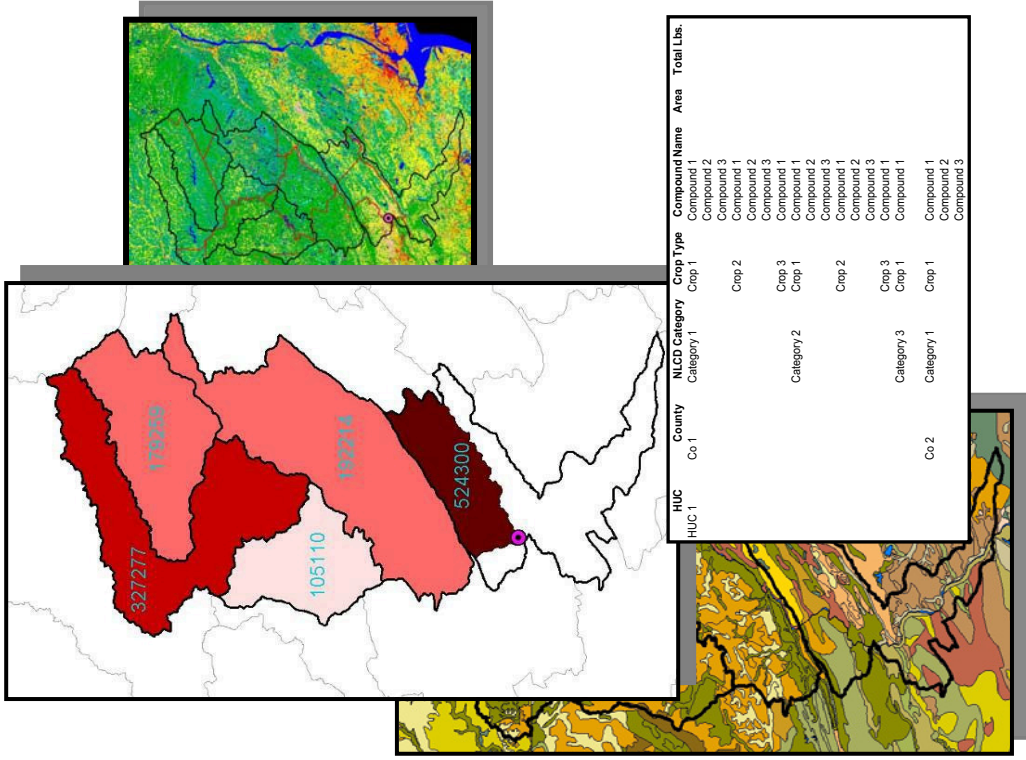 HUC County NLCD Category Crop Type Compound Name Area Total Lbs.
HUC 1 Co 1 Category 1 Crop 1 Compound 1
Compound 2
Compound 3
Crop 2 Compound 1
Compound 2
Compound 3
Crop 3 Compound 1
Category 2 Crop 1 Compound 1
Compound 2
Compound 3
Crop 2 Compound 1
Compound 2
Compound 3
Crop 3 Compound 1
Category 3 Crop 1 Compound 1
Co 2 Category 1 Crop 1 Compound 1
Compound 2
Compound 3
327277
179259
105110
192214
524300